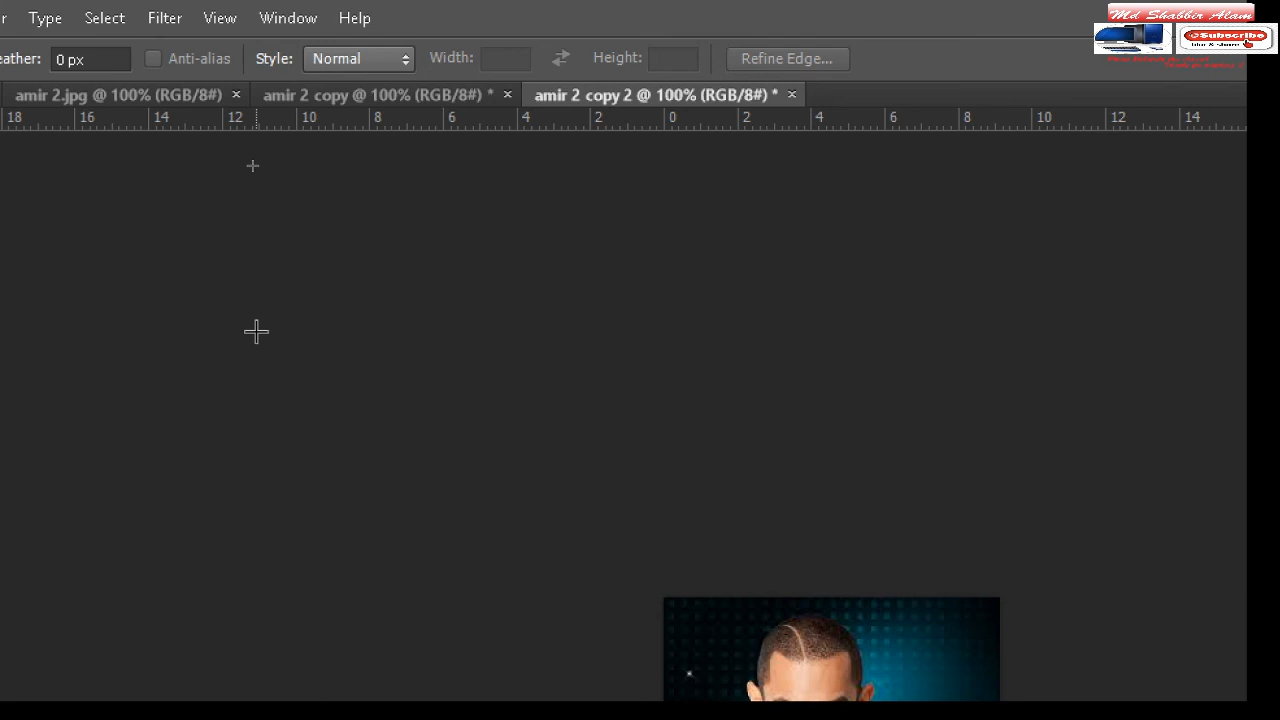 r Type Select Filter View Window Help
Md Shabbir Alam
Subscribe
eather: 0 px Anti-alias Style: Normal Width: Height: Refine Edge...
amir 2.jpg @ 100% (RGB/8#) × amir 2 copy @ 100% (RGB/8#) * × amir 2 copy 2 @ 100% (RGB/8#) * ×
18 16 14 12 10 8 6 4 2 0 2 4 6 8 10 12 14